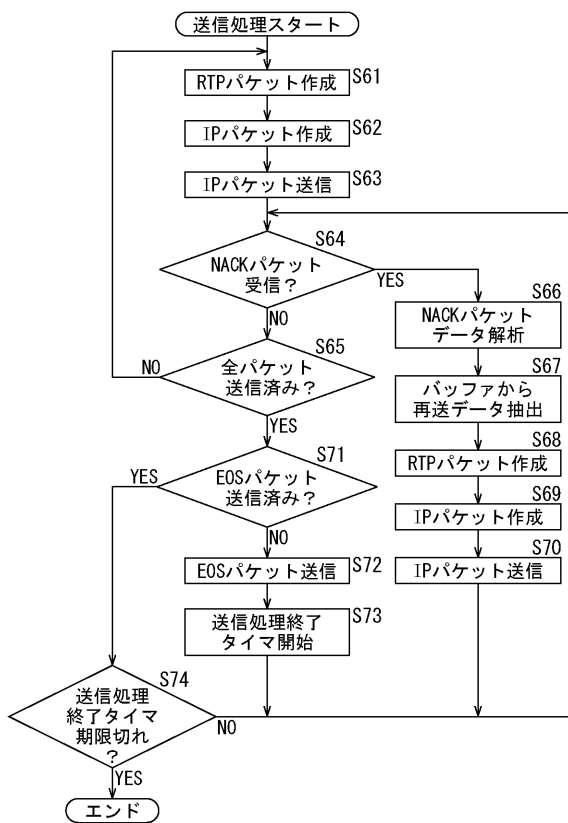 送信処理スタート
RTPパケット作成
S61
IPパケット作成
S62
IPパケット送信
S63
S64
NACKパケット
受信?
YES
NO
S65
全パケット
送信済み?
NO
YES
S66
NACKパケット
データ解析
S67
バッファから
再送データ抽出
S68
RTPパケット作成
S69
IPパケット作成
S70
IPパケット送信
S71
EOSパケット
送信済み?
YES
NO
EOSパケット送信
S72
送信処理終了
タイマ開始
S73
S74
送信処理
終了タイマ
期限切れ
?
NO
YES
エンド